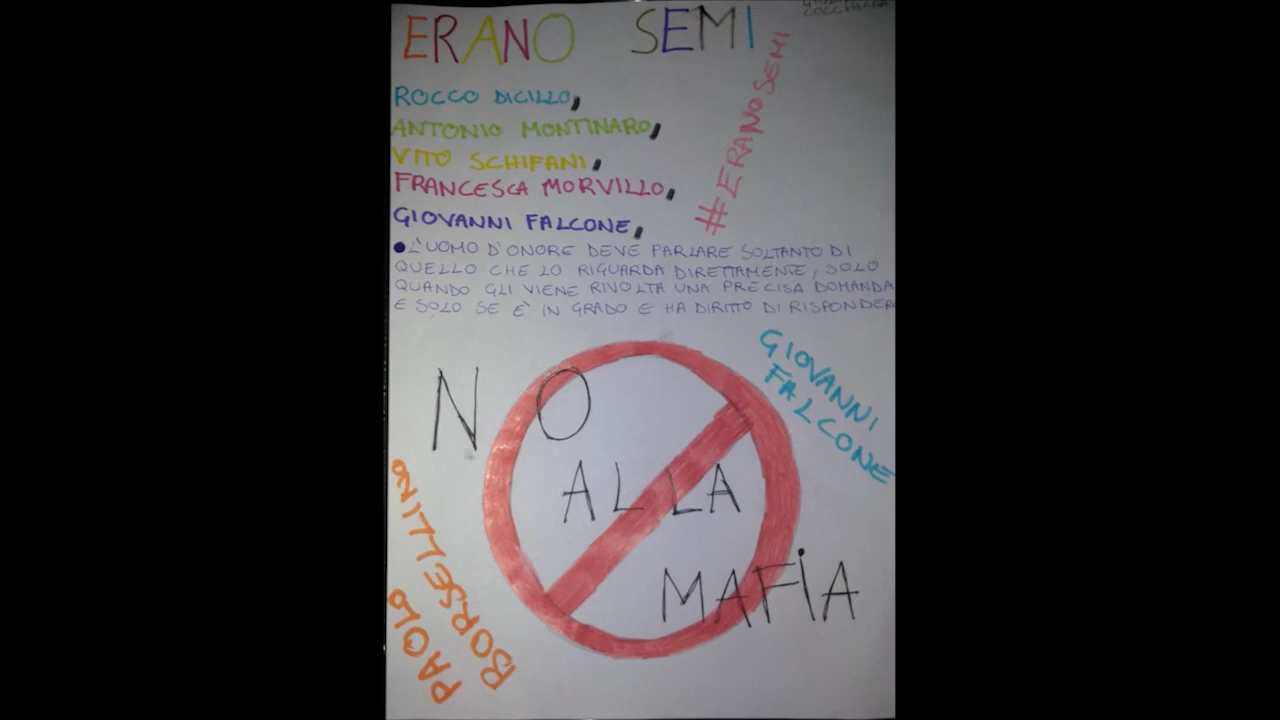 ERANO SEMI
#ERANOSEMI
ROCCO DICILLO,
ANTONIO MONTINARO,
VITO SCHIFANI,
FRANCESCA MORVILLO,
GIOVANNI FALCONE,
•L'UOMO D'ONORE DEVE PARLARE SOLTANTO DI
QUELLO CHE LO RIGUARDA DIRETTAMENTE, SOLO
QUANDO GLI VIENE RIVOLTA UNA PRECISA DOMANDA
E SOLO SE È IN GRADO E HA DIRITTO DI RISPONDERE
GIOVANNI
FALCONE
NO
ALLA
MAFIA
PAOLO
BORSELLINO